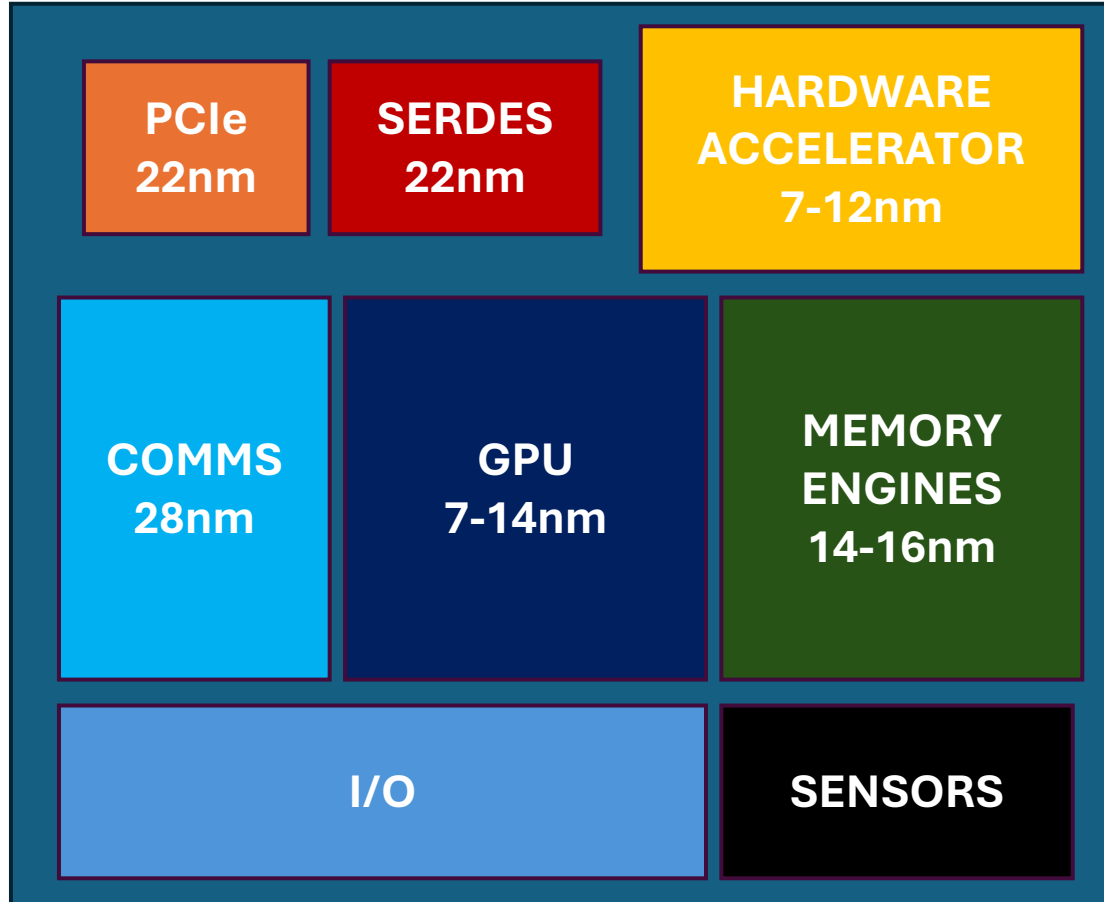 PCIe
22nm
SERDES
22nm
HARDWARE
ACCELERATOR
7-12nm
COMMS
28nm
GPU
7-14nm
MEMORY
ENGINES
14-16nm
I/O
SENSORS